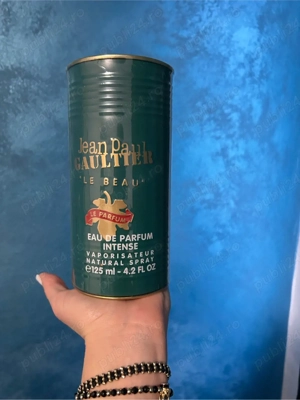 Jean Paul
GAULTIER
"LE BEAU"
LE PARFUM
EAU DE PARFUM
INTENSE
VAPORISATEUR
NATURAL SPRAY
℮125 ml - 4.2 FL OZ